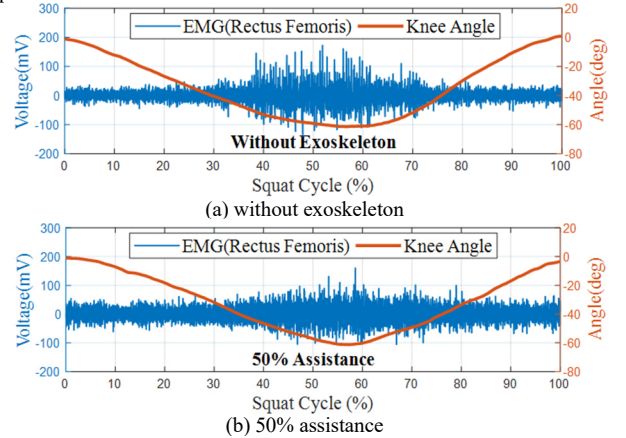 EMG(Rectus Femoris) Knee Angle
300
200
100
0
-100
-200
Voltage(mV)
20
0
-20
-40
-60
-80
Angle(deg)
Without Exoskeleton
0 10 20 30 40 50 60 70 80 90 100
Squat Cycle (%)
(a) without exoskeleton
EMG(Rectus Femoris) Knee Angle
300
200
100
0
-100
-200
Voltage(mV)
20
0
-20
-40
-60
-80
Angle(deg)
50% Assistance
0 10 20 30 40 50 60 70 80 90 100
Squat Cycle (%)
(b) 50% assistance